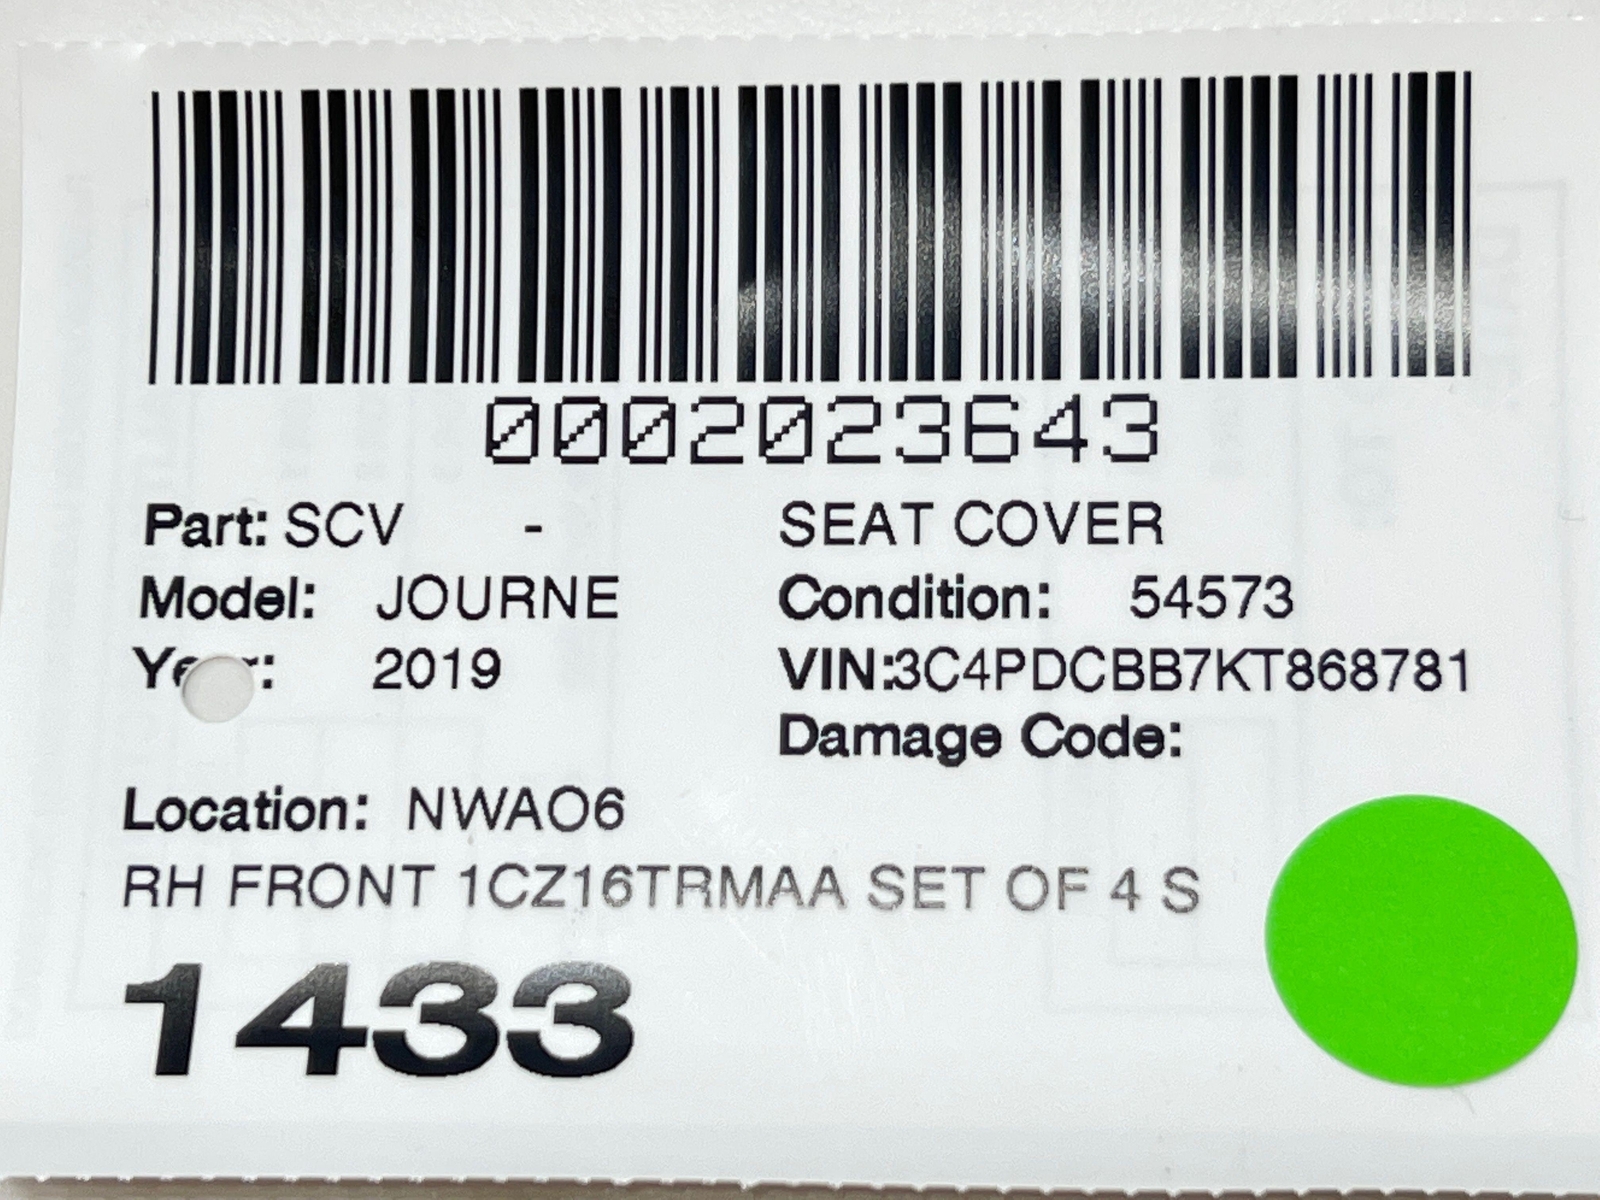 0002023643
Part: SCV - SEAT COVER
Model: JOURNE Condition: 54573
Year: 2019 VIN:3C4PDCBB7KT868781
Damage Code:
Location: NWAO6
RH FRONT 1CZ16TRMAA SET OF 4 S
1433